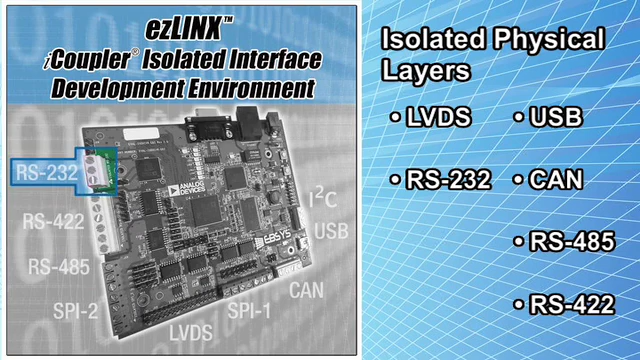 ezLINX™
iCoupler® Isolated Interface
Development Environment
RS-232
RS-422
RS-485
SPI-2
LVDS
SPI-1
CAN
USB
I²C
ANALOG
DEVICES
Isolated Physical
Layers
• LVDS
• USB
• RS-232
• CAN
• RS-485
• RS-422